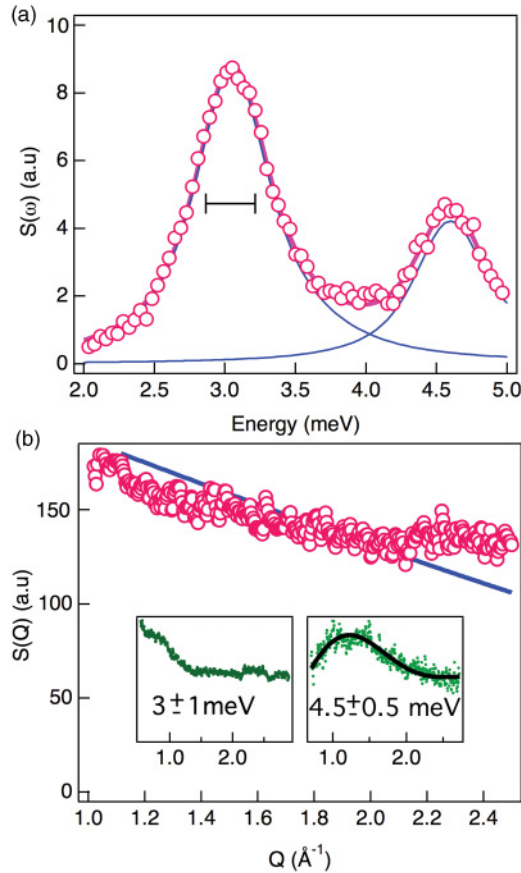 (a)
10
8
6
4
2
0
S(ω) (a.u)
2.0 2.5 3.0 3.5 4.0 4.5 5.0
Energy (meV)
(b)
150
100
50
0
S(Q) (a.u)
3±1meV
1.0 2.0
4.5±0.5 meV
1.0 2.0
1.0 1.2 1.4 1.6 1.8 2.0 2.2 2.4
Q (Å⁻¹)